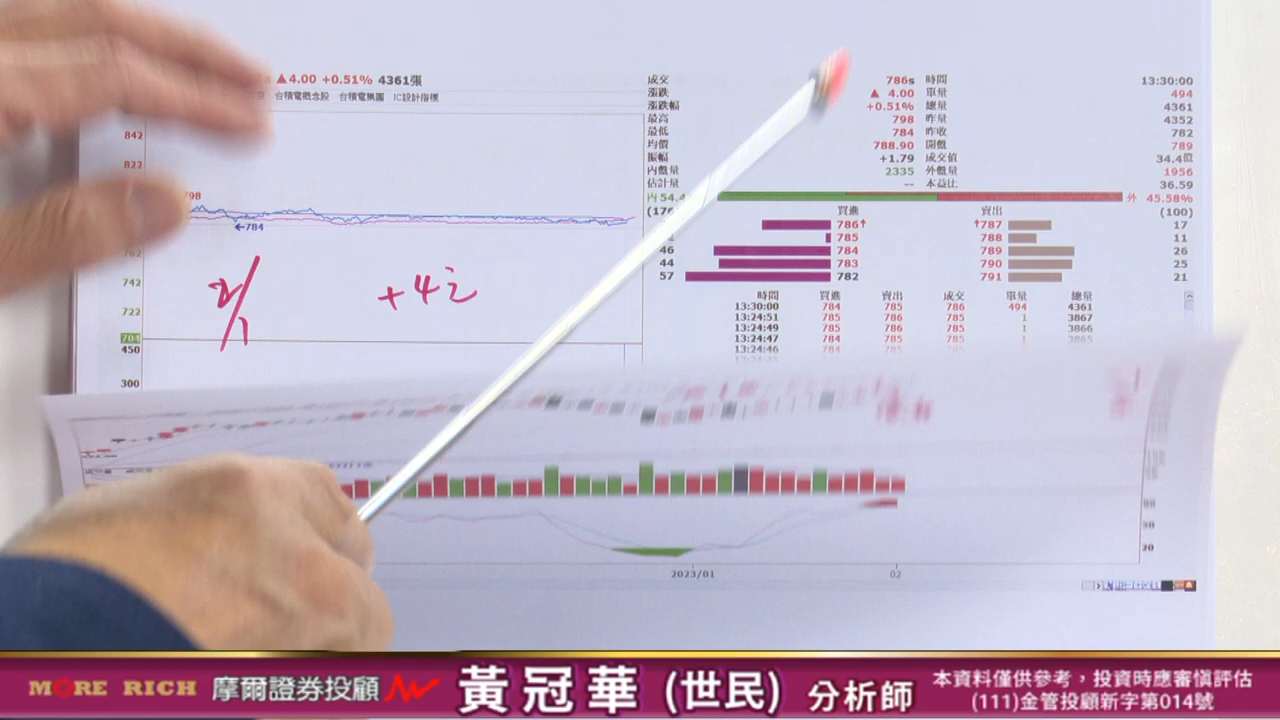 ▲4.00 +0.51% 4361張
台積電概念股 台積電集團 IC設計指標
842
822
798
←784
762
742
722
704
450
300
2/1
+4元
成交 786s 時間 13:30:00
漲跌 ▲ 4.00 單量 494
漲跌幅 +0.51% 總量 4361
最高 798 昨量 4352
最低 784 昨收 782
均價 788.90 開盤 789
振幅 +1.79 成交值 34.4億
內盤量 2335 外盤量 1956
估計量 -- 本益比 36.59
內 54.4 外 45.58%
買進 賣出 (100)
786↑ ↑787 17
785 788 11
46 784 789 26
44 783 790 25
57 782 791 21
時間 買進 賣出 成交 單量 總量
13:30:00 784 785 786 494 4361
13:24:51 785 786 785 1 3867
13:24:49 785 786 785 1 3866
13:24:47 784 785 785 1 3865
13:24:46 784 785
20
2023/01 02
MORE RICH 摩爾證券投顧 黃冠華 (世民) 分析師
本資料僅供參考，投資時應審慎評估
(111)金管投顧新字第014號